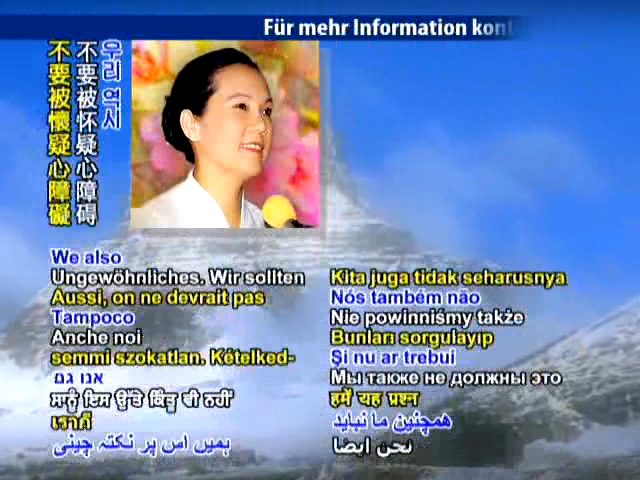 Für mehr Information kon
우리 역시
不要被怀疑心障碍
不要被懷疑心障礙
We also
Ungewöhnliches. Wir sollten
Aussi, on ne devrait pas
Tampoco
Anche noi
semmi szokatlan. Kételked-
אנו גם
ਸਾਨੂੰ ਇਸ ਉੱਤੇ ਕਿੰਤੂ ਵੀ ਨਹੀਂ
เราก็
ہمیں اس پر نکتہ چینی
Kita juga tidak seharusnya
Nós também não
Nie powinniśmy także
Bunları sorgulayıp
Şi nu ar trebui
Мы также не должны это
हमें यह प्रश्न
همچنین ما نباید
نحن ايضا